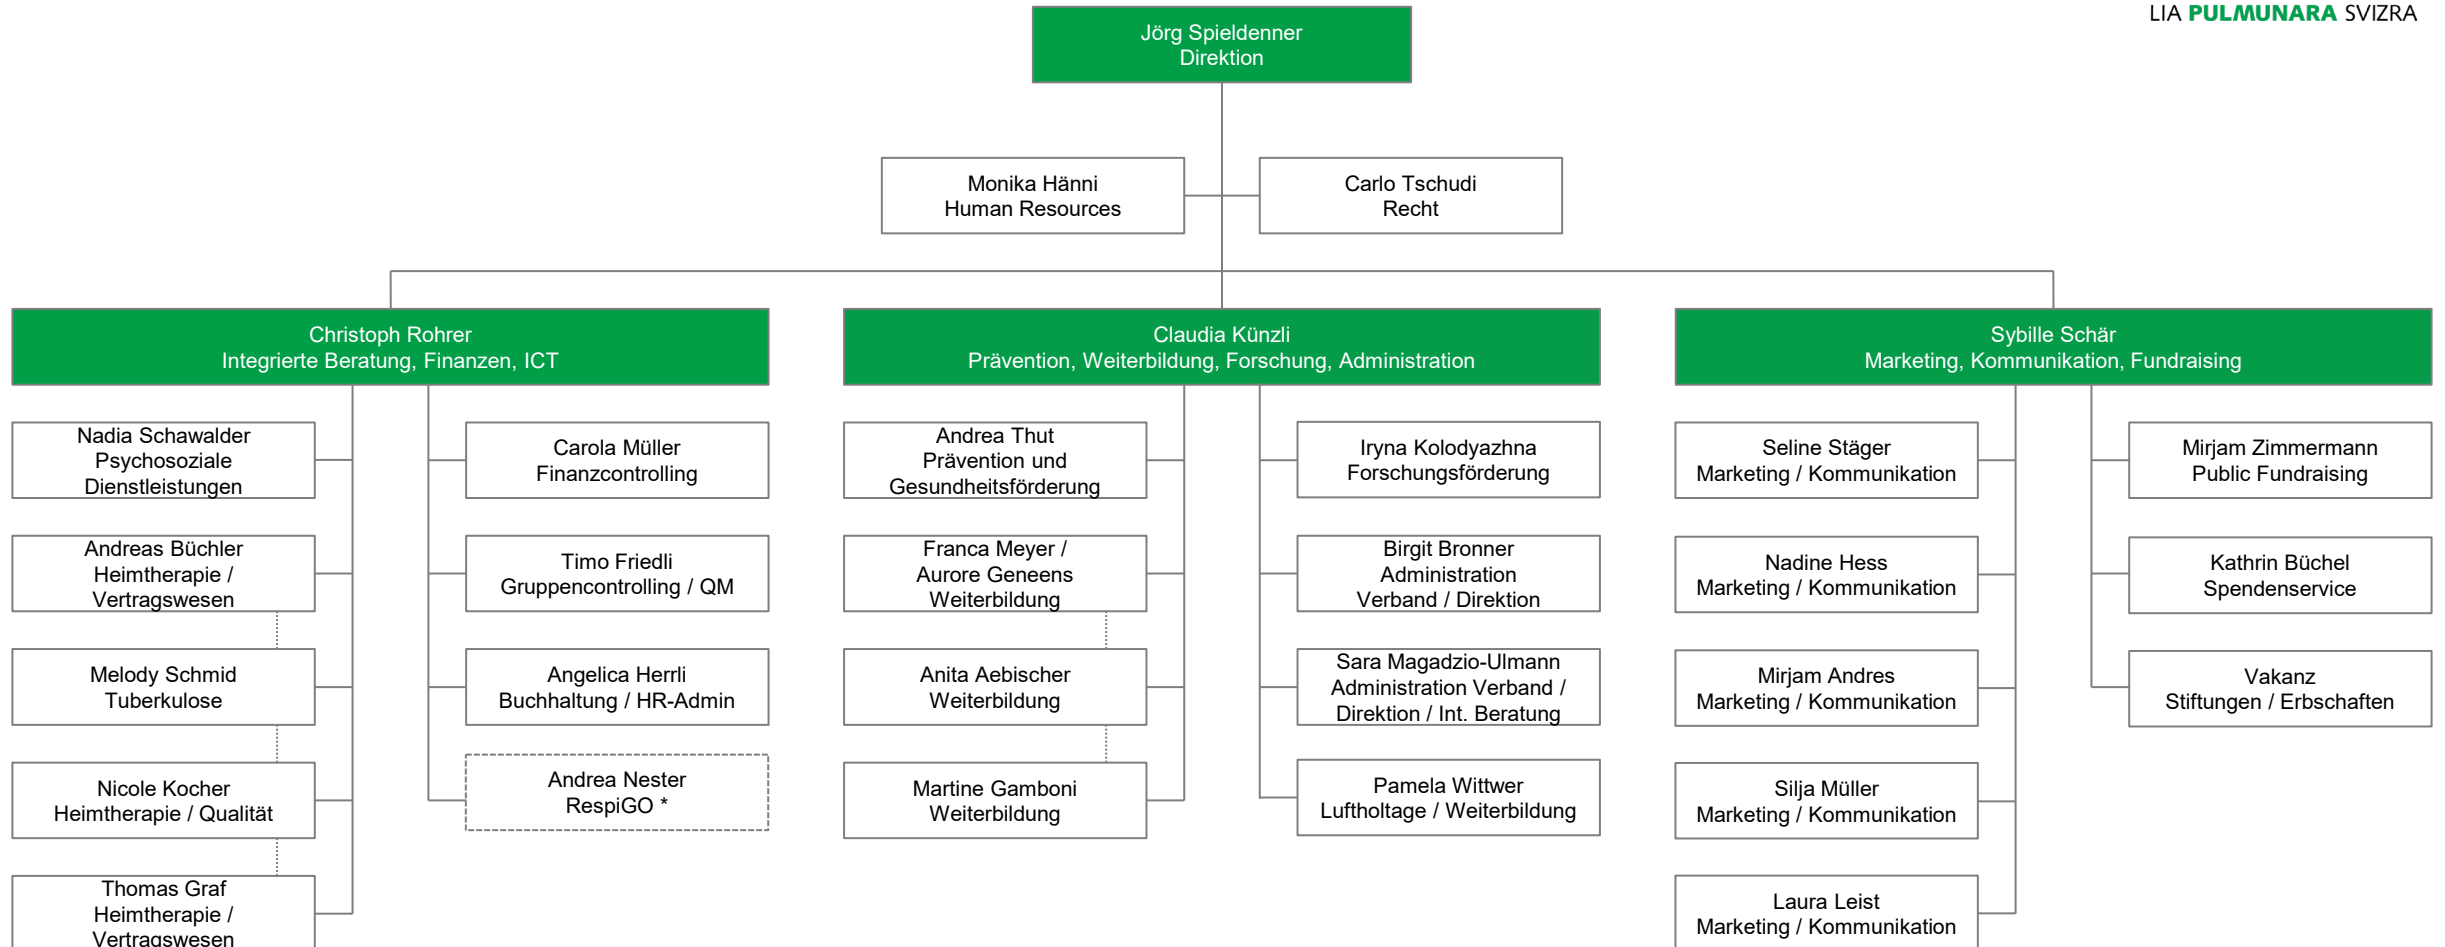 LIA PULMUNARA SVIZRA
Jörg Spieldenner
Direktion
Monika Hänni
Human Resources
Carlo Tschudi
Recht
Christoph Rohrer
Integrierte Beratung, Finanzen, ICT
Nadia Schawalder
Psychosoziale
Dienstleistungen
Andreas Büchler
Heimtherapie /
Vertragswesen
Melody Schmid
Tuberkulose
Nicole Kocher
Heimtherapie / Qualität
Thomas Graf
Heimtherapie /
Vertragswesen
Carola Müller
Finanzcontrolling
Timo Friedli
Gruppencontrolling / QM
Angelica Herrli
Buchhaltung / HR-Admin
Andrea Nester
RespiGO *
Claudia Künzli
Prävention, Weiterbildung, Forschung, Administration
Andrea Thut
Prävention und
Gesundheitsförderung
Franca Meyer /
Aurore Geneens
Weiterbildung
Anita Aebischer
Weiterbildung
Martine Gamboni
Weiterbildung
Iryna Kolodyazhna
Forschungsförderung
Birgit Bronner
Administration
Verband / Direktion
Sara Magadzio-Ulmann
Administration Verband /
Direktion / Int. Beratung
Pamela Wittwer
Luftholtage / Weiterbildung
Sybille Schär
Marketing, Kommunikation, Fundraising
Seline Stäger
Marketing / Kommunikation
Nadine Hess
Marketing / Kommunikation
Mirjam Andres
Marketing / Kommunikation
Silja Müller
Marketing / Kommunikation
Laura Leist
Marketing / Kommunikation
Mirjam Zimmermann
Public Fundraising
Kathrin Büchel
Spendenservice
Vakanz
Stiftungen / Erbschaften